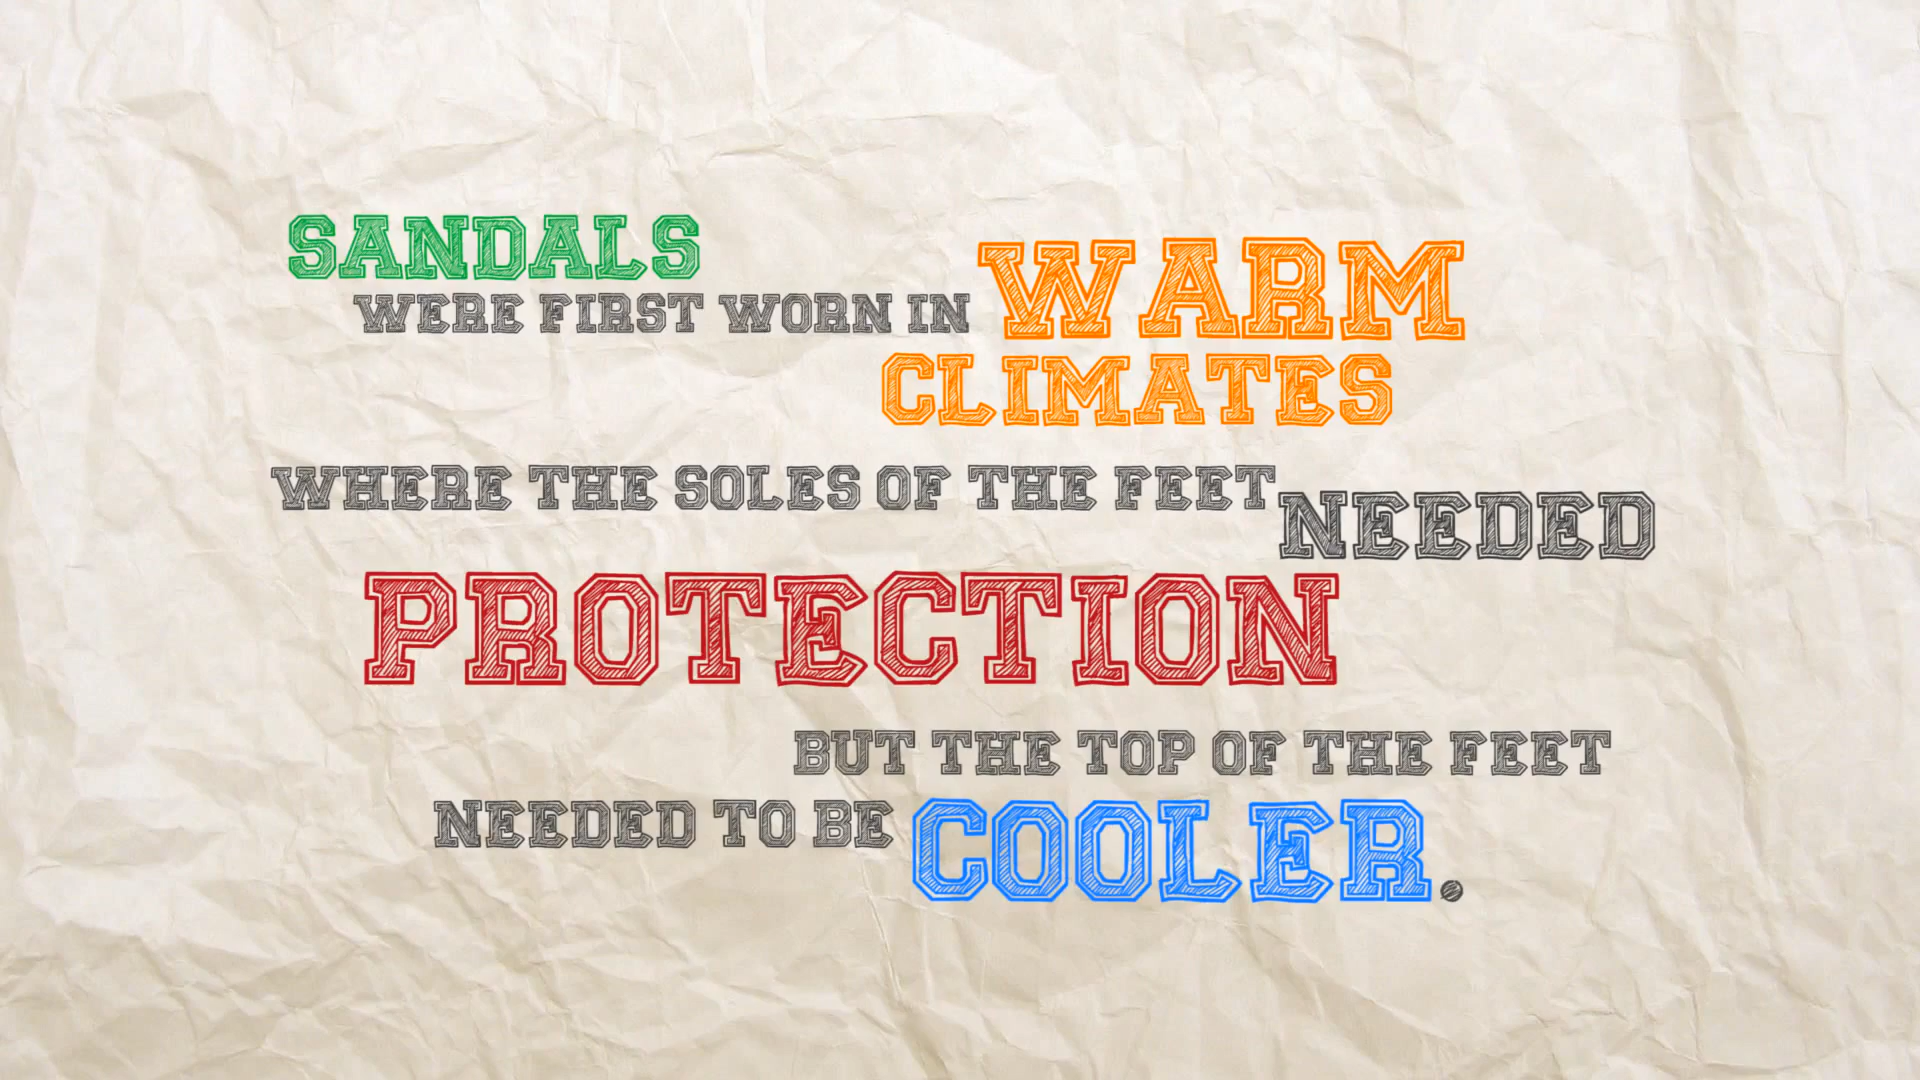 SANDALS
WERE FIRST WORN IN WARM
CLIMATES
WHERE THE SOLES OF THE FEET NEEDED
PROTECTION
BUT THE TOP OF THE FEET
NEEDED TO BE COOLER.